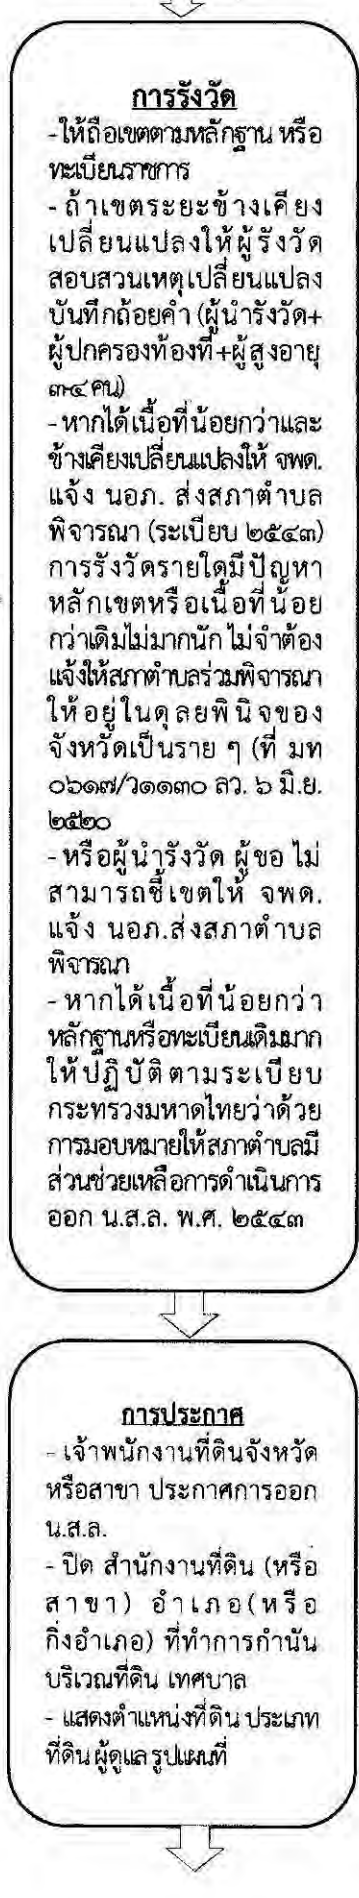 การรังวัด
-ให้ถือเขตตามหลักฐาน หรือ
ทะเบียนราชการ
- ถ้าเขตระยะข้างเคียง
เปลี่ยนแปลงให้ผู้รังวัด
สอบสวนเหตุเปลี่ยนแปลง
บันทึกถ้อยคำ (ผู้นำรังวัด+
ผู้ปกครองท้องที่+ผู้สูงอายุ
๓-๔ คน)
-หากได้เนื้อที่น้อยกว่าและ
ข้างเคียงเปลี่ยนแปลงให้ จพด.
แจ้ง นอภ. ส่งสภาตำบล
พิจารณา (ระเบียบ ๒๕๔๓)
การรังวัดรายใดมีปัญหา
หลักเขตหรือเนื้อที่น้อย
กว่าเดิมไม่มากนัก ไม่จำต้อง
แจ้งให้สภาตำบลร่วมพิจารณา
ให้อยู่ในดุลยพินิจของ
จังหวัดเป็นราย ๆ (ที่ มท
๐๖๑๗/ว๑๑๓๐ ลว. ๖ มิ.ย.
๒๕๒๐
-หรือผู้นำรังวัด ผู้ขอ ไม่
สามารถชี้เขตให้ จพด.
แจ้ง นอภ.ส่งสภาตำบล
พิจารณา
-หากได้เนื้อที่น้อยกว่า
หลักฐานหรือทะเบียนเดิมมาก
ให้ปฏิบัติตามระเบียบ
กระทรวงมหาดไทยว่าด้วย
การมอบหมายให้สภาตำบลมี
ส่วนช่วยเหลือการดำเนินการ
ออก น.ส.ล. พ.ศ. ๒๕๔๓
การประกาศ
- เจ้าพนักงานที่ดินจังหวัด
หรือสาขา ประกาศการออก
น.ส.ล.
- ปิด สำนักงานที่ดิน (หรือ
สาขา) อำเภอ(หรือ
กิ่งอำเภอ) ที่ทำการกำนัน
บริเวณที่ดิน เทศบาล
- แสดงตำแหน่งที่ดิน ประเภท
ที่ดิน ผู้ดูแล รูปแผนที่